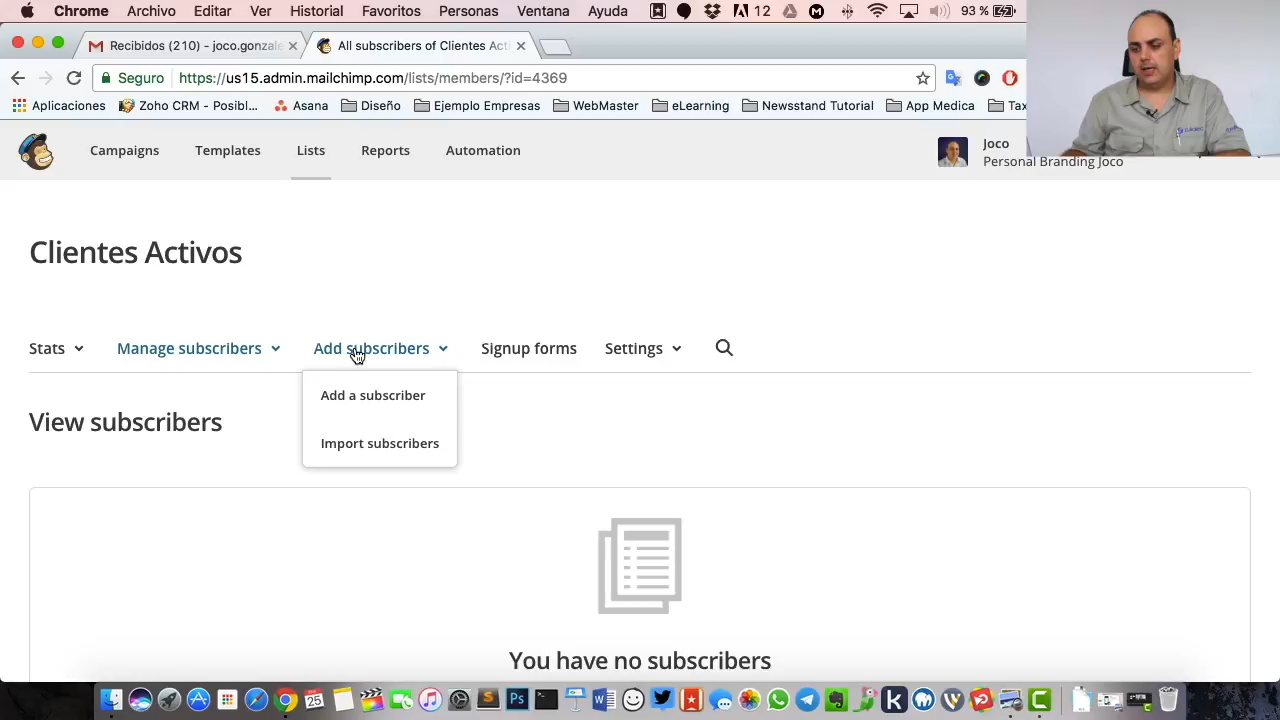 Chrome Archivo Editar Ver Historial Favoritos Personas Ventana Ayuda 12 93 %
Recibidos (210) - joco.gonzale
All subscribers of Clientes Acti
Seguro https://us15.admin.mailchimp.com/lists/members/?id=4369
Aplicaciones Zoho CRM - Posibl... Asana Diseño Ejemplo Empresas WebMaster eLearning Newsstand Tutorial App Medica Tax
Campaigns Templates Lists Reports Automation
Joco
Personal Branding Joco
Clientes Activos
Stats Manage subscribers Add subscribers Signup forms Settings
Add a subscriber
Import subscribers
View subscribers
You have no subscribers
25